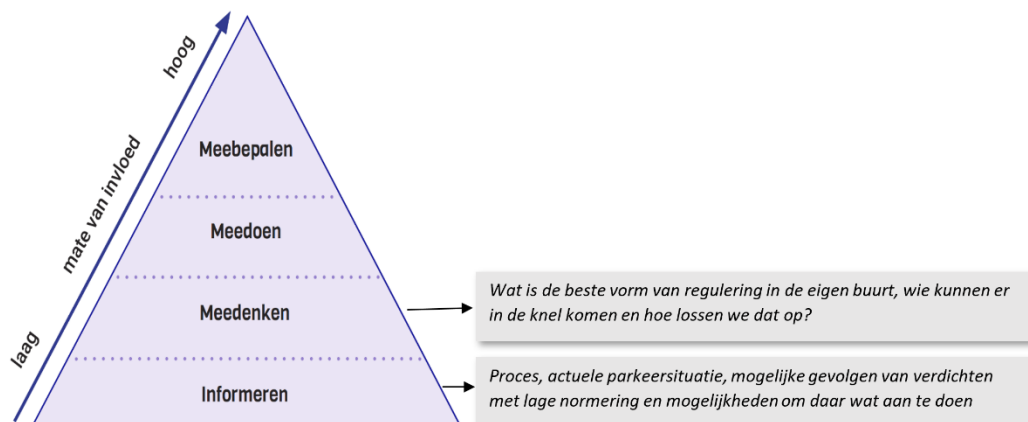 hoog
mate van invloed
laag
Meebepalen
Meedoen
Meedenken
Wat is de beste vorm van regulering in de eigen buurt, wie kunnen er
in de knel komen en hoe lossen we dat op?
Informeren
Proces, actuele parkeersituatie, mogelijke gevolgen van verdichten
met lage normering en mogelijkheden om daar wat aan te doen